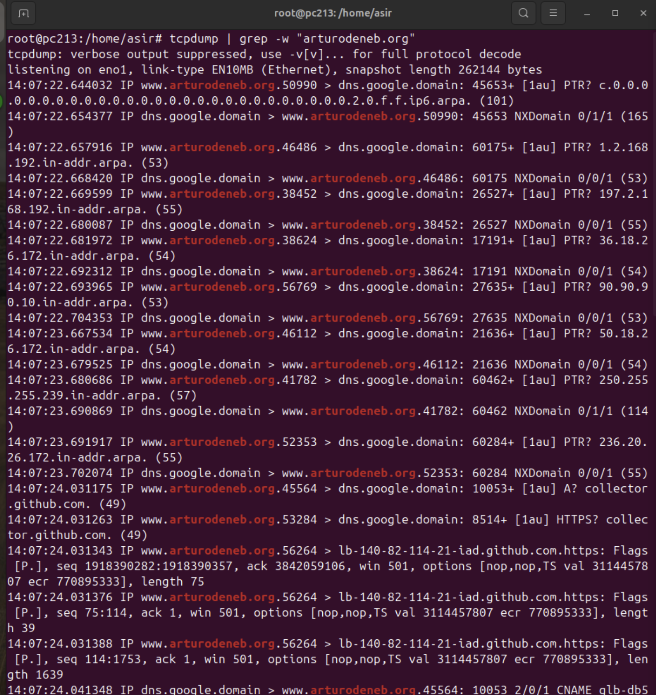 root@pc213: /home/asir
root@pc213:/home/asir# tcpdump | grep -w "arturodeneb.org"
tcpdump: verbose output suppressed, use -v[v]... for full protocol decode
listening on eno1, link-type EN10MB (Ethernet), snapshot length 262144 bytes
14:07:22.644032 IP www.arturodeneb.org.50990 > dns.google.domain: 45653+ [1au] PTR? c.0.0.0
.0.0.0.0.0.0.0.0.0.0.0.0.0.0.0.0.0.0.0.0.0.0.0.2.0.f.f.ip6.arpa. (101)
14:07:22.654377 IP dns.google.domain > www.arturodeneb.org.50990: 45653 NXDomain 0/1/1 (165
)
14:07:22.657916 IP www.arturodeneb.org.46486 > dns.google.domain: 60175+ [1au] PTR? 1.2.168
.192.in-addr.arpa. (53)
14:07:22.668420 IP dns.google.domain > www.arturodeneb.org.46486: 60175 NXDomain 0/0/1 (53)
14:07:22.669599 IP www.arturodeneb.org.38452 > dns.google.domain: 26527+ [1au] PTR? 197.2.1
68.192.in-addr.arpa. (55)
14:07:22.680087 IP dns.google.domain > www.arturodeneb.org.38452: 26527 NXDomain 0/0/1 (55)
14:07:22.681972 IP www.arturodeneb.org.38624 > dns.google.domain: 17191+ [1au] PTR? 36.18.2
6.172.in-addr.arpa. (54)
14:07:22.692312 IP dns.google.domain > www.arturodeneb.org.38624: 17191 NXDomain 0/0/1 (54)
14:07:22.693965 IP www.arturodeneb.org.56769 > dns.google.domain: 27635+ [1au] PTR? 90.90.9
0.10.in-addr.arpa. (53)
14:07:22.704353 IP dns.google.domain > www.arturodeneb.org.56769: 27635 NXDomain 0/0/1 (53)
14:07:23.667534 IP www.arturodeneb.org.46112 > dns.google.domain: 21636+ [1au] PTR? 50.18.2
6.172.in-addr.arpa. (54)
14:07:23.679525 IP dns.google.domain > www.arturodeneb.org.46112: 21636 NXDomain 0/0/1 (54)
14:07:23.680686 IP www.arturodeneb.org.41782 > dns.google.domain: 60462+ [1au] PTR? 250.255
.255.239.in-addr.arpa. (57)
14:07:23.690869 IP dns.google.domain > www.arturodeneb.org.41782: 60462 NXDomain 0/1/1 (114
)
14:07:23.691917 IP www.arturodeneb.org.52353 > dns.google.domain: 60284+ [1au] PTR? 236.20.
26.172.in-addr.arpa. (55)
14:07:23.702074 IP dns.google.domain > www.arturodeneb.org.52353: 60284 NXDomain 0/0/1 (55)
14:07:24.031175 IP www.arturodeneb.org.45564 > dns.google.domain: 10053+ [1au] A? collector
.github.com. (49)
14:07:24.031263 IP www.arturodeneb.org.53284 > dns.google.domain: 8514+ [1au] HTTPS? collec
tor.github.com. (49)
14:07:24.031343 IP www.arturodeneb.org.56264 > lb-140-82-114-21-iad.github.com.https: Flags
 [P.], seq 1918390282:1918390357, ack 3842059106, win 501, options [nop,nop,TS val 31144578
07 ecr 770895333], length 75
14:07:24.031376 IP www.arturodeneb.org.56264 > lb-140-82-114-21-iad.github.com.https: Flags
 [P.], seq 75:114, ack 1, win 501, options [nop,nop,TS val 3114457807 ecr 770895333], lengt
h 39
14:07:24.031388 IP www.arturodeneb.org.56264 > lb-140-82-114-21-iad.github.com.https: Flags
 [P.], seq 114:1753, ack 1, win 501, options [nop,nop,TS val 3114457807 ecr 770895333], len
gth 1639
14:07:24.041348 IP dns.google.domain > www.arturodeneb.org.45564: 10053 2/0/1 CNAME glb-db5